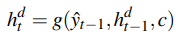 h_t^d = g(ŷ_{t−1}, h_{t−1}^d, c)